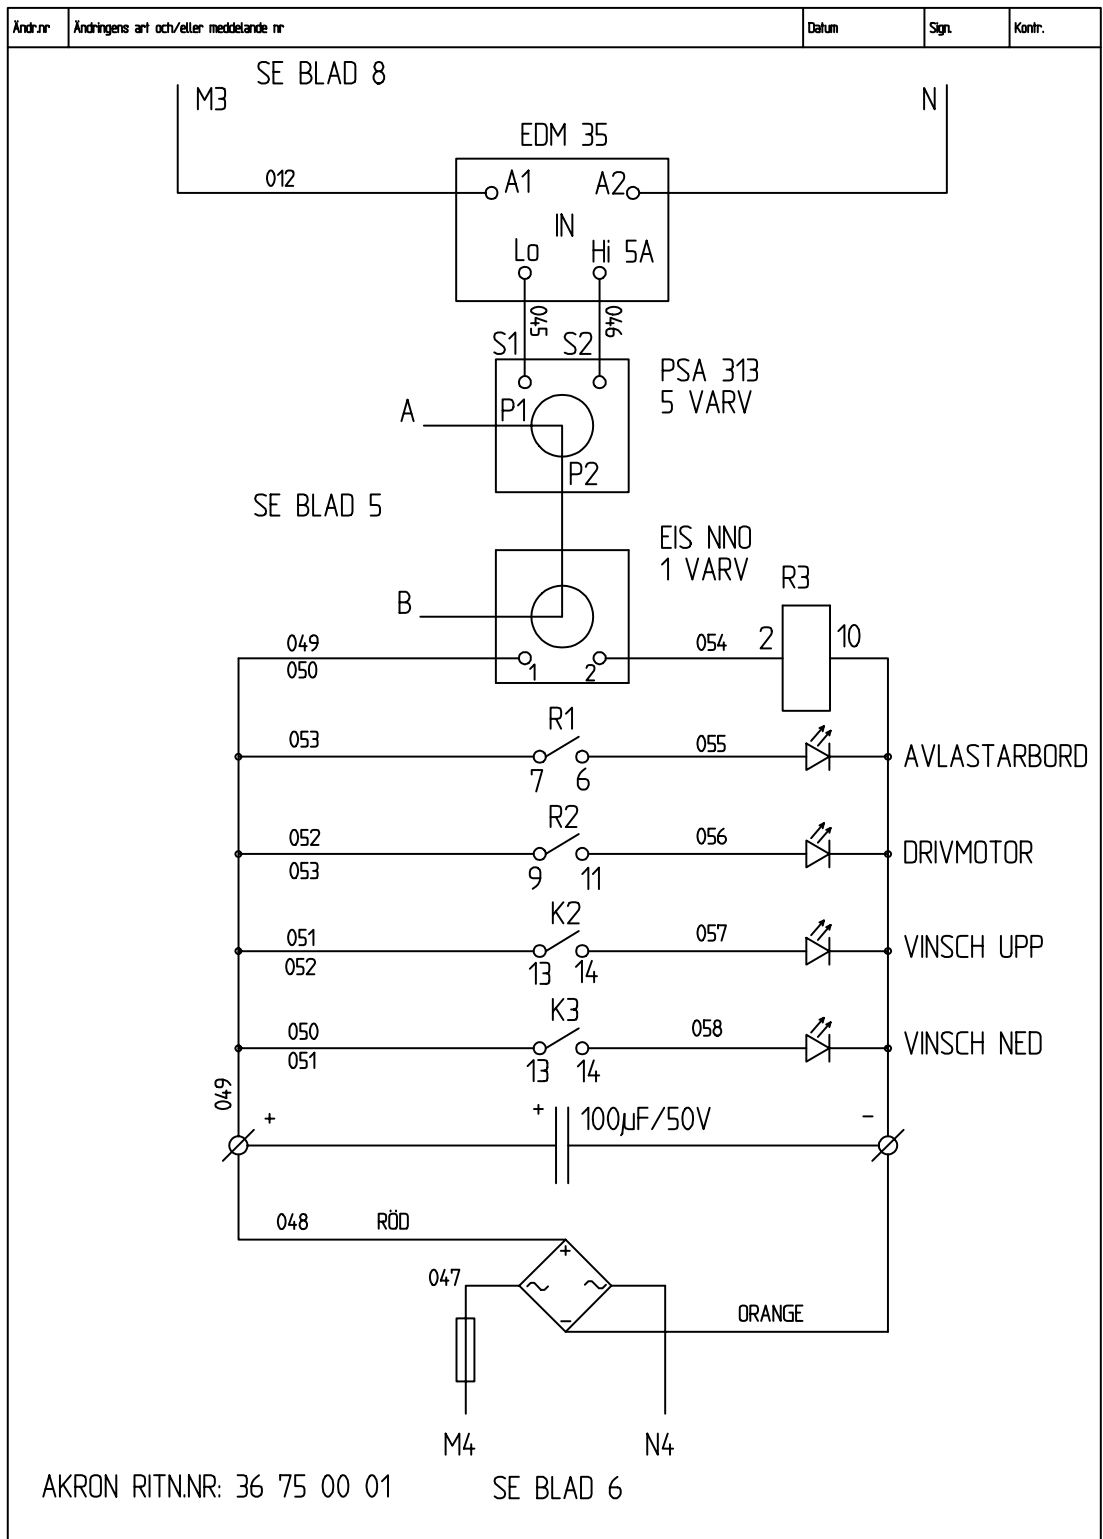 Ändr.nr Ändringens art och/eller meddelande nr Datum Sign. Kontr.
SE BLAD 8
M3 N
EDM 35
012 A1 A2
IN
Lo Hi 5A
045 046
S1 S2
PSA 313
5 VARV
A P1
P2
SE BLAD 5
EIS NNO
1 VARV
R3
B
049 054 2 10
050 1 2
R1
053 055 AVLASTARBORD
7 6
R2
052 056 DRIVMOTOR
053 9 11
K2
051 057 VINSCH UPP
052 13 14
K3
050 058 VINSCH NED
051 13 14
049
+ + 100µF/50V -
048 RÖD
+
047 ~ ~
- ORANGE
M4 N4
AKRON RITN.NR: 36 75 00 01 SE BLAD 6